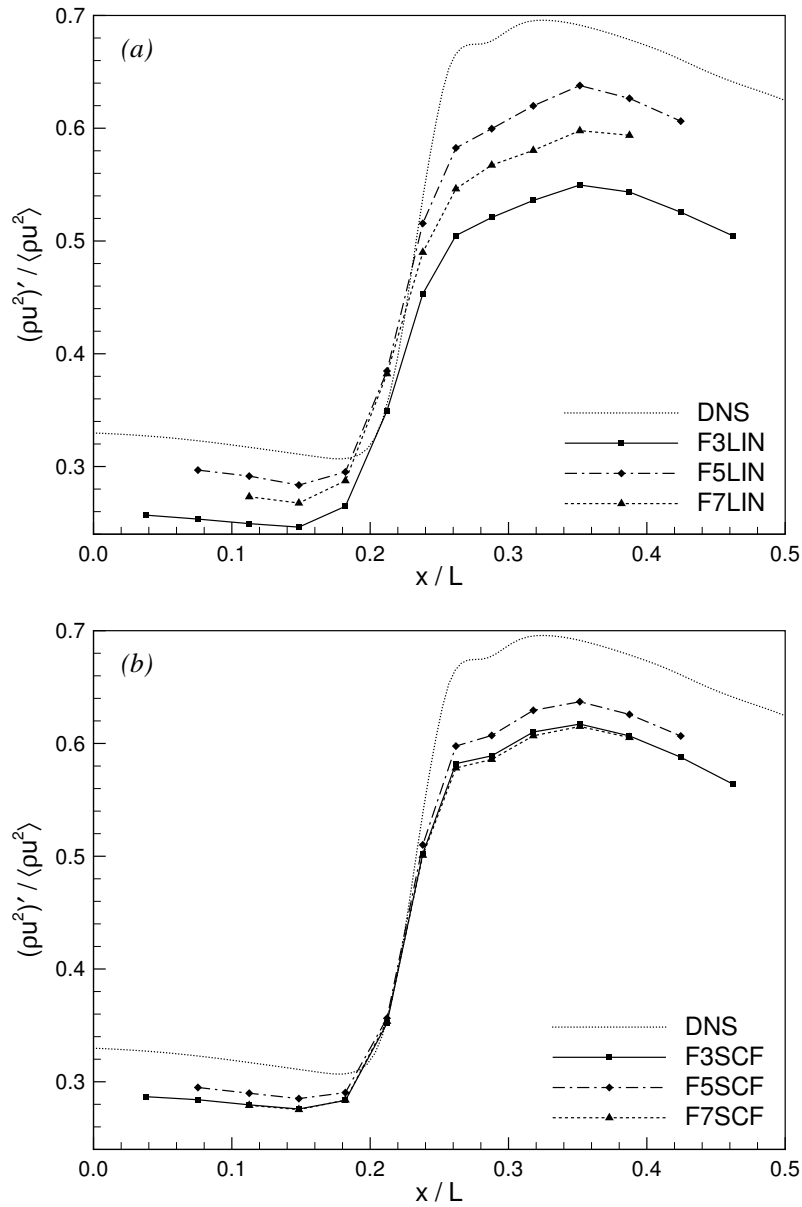 (a)
0.7
0.6
0.5
0.4
0.3
(ρu²)′ / ⟨ρu²⟩
DNS
F3LIN
F5LIN
F7LIN
0.0 0.1 0.2 0.3 0.4 0.5
x / L
(b)
0.7
0.6
0.5
0.4
0.3
(ρu²)′ / ⟨ρu²⟩
DNS
F3SCF
F5SCF
F7SCF
0.0 0.1 0.2 0.3 0.4 0.5
x / L